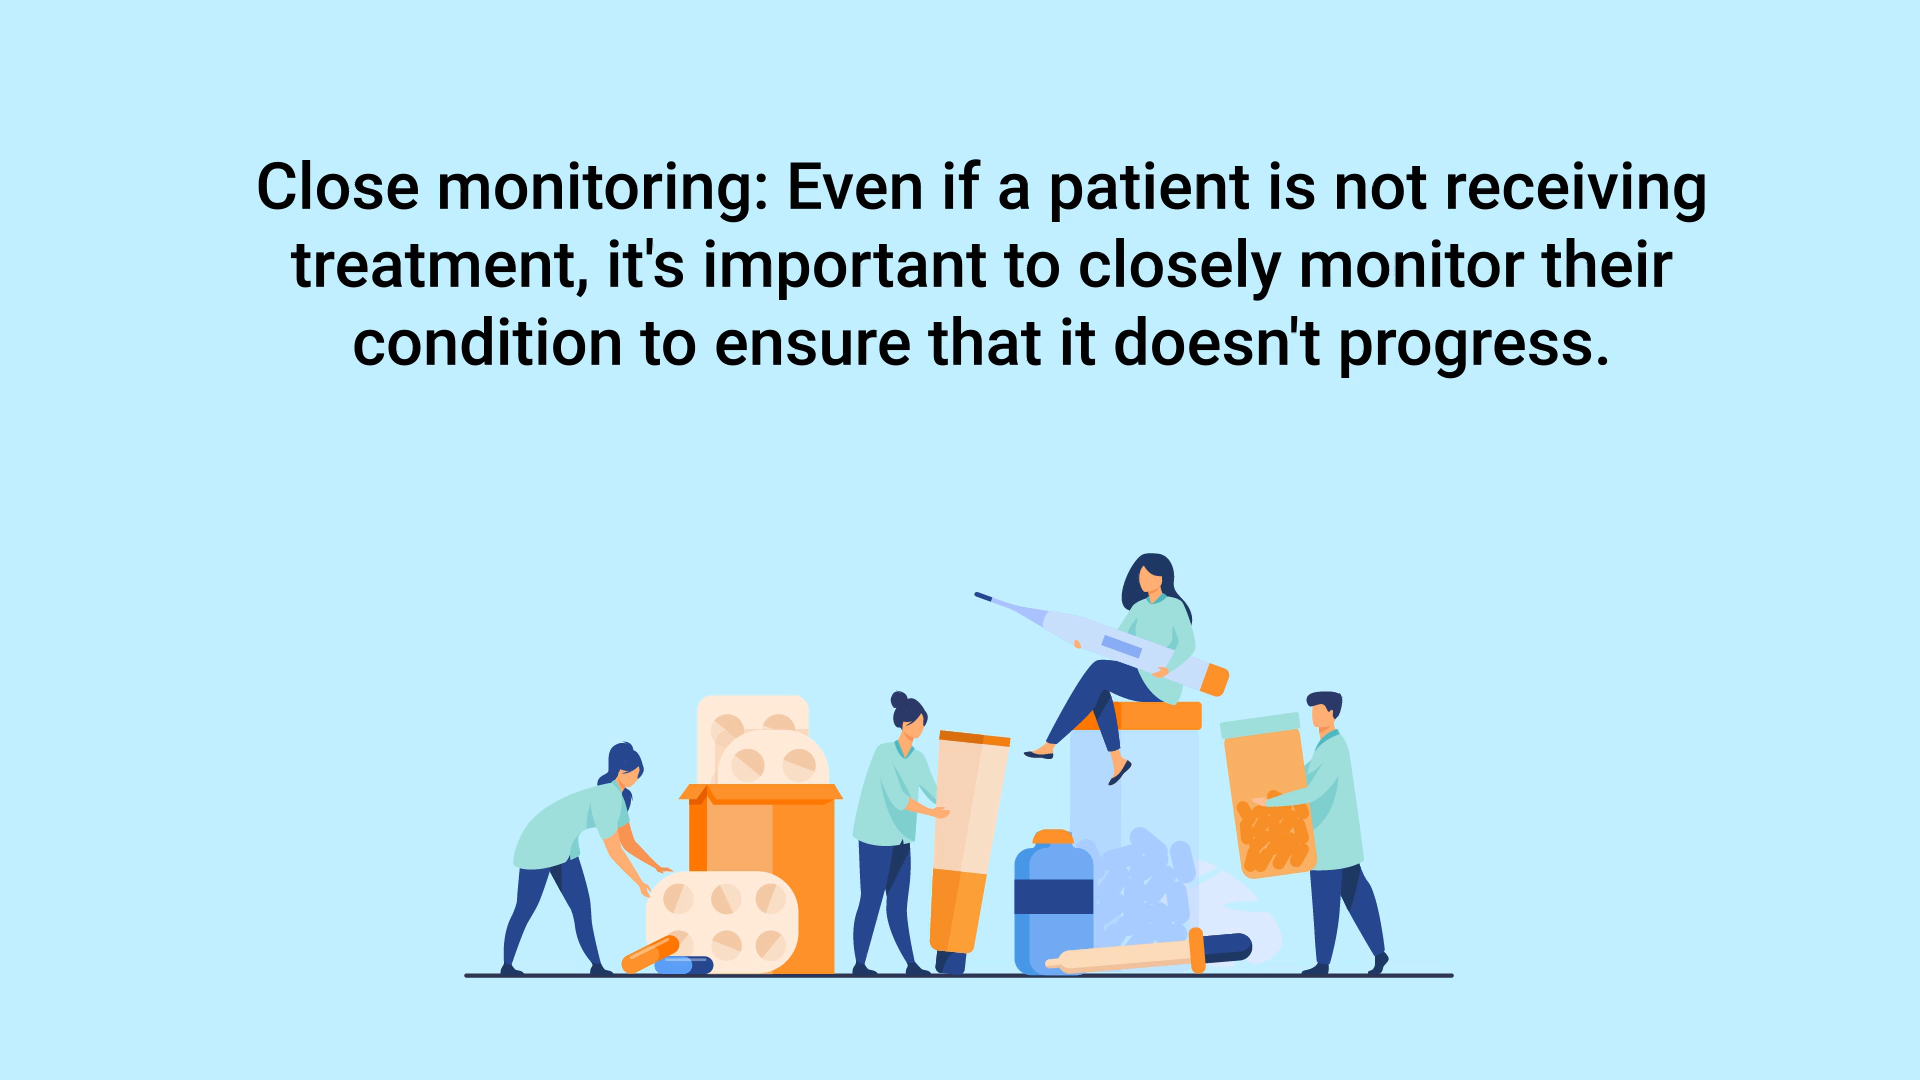 Close monitoring: Even if a patient is not receiving
treatment, it's important to closely monitor their
condition to ensure that it doesn't progress.